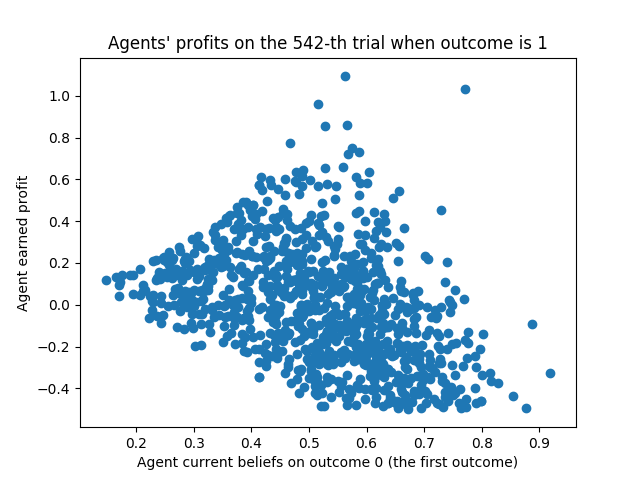 Agents' profits on the 542-th trial when outcome is 1
Agent earned profit
1.0
0.8
0.6
0.4
0.2
0.0
−0.2
−0.4
0.2 0.3 0.4 0.5 0.6 0.7 0.8 0.9
Agent current beliefs on outcome 0 (the first outcome)